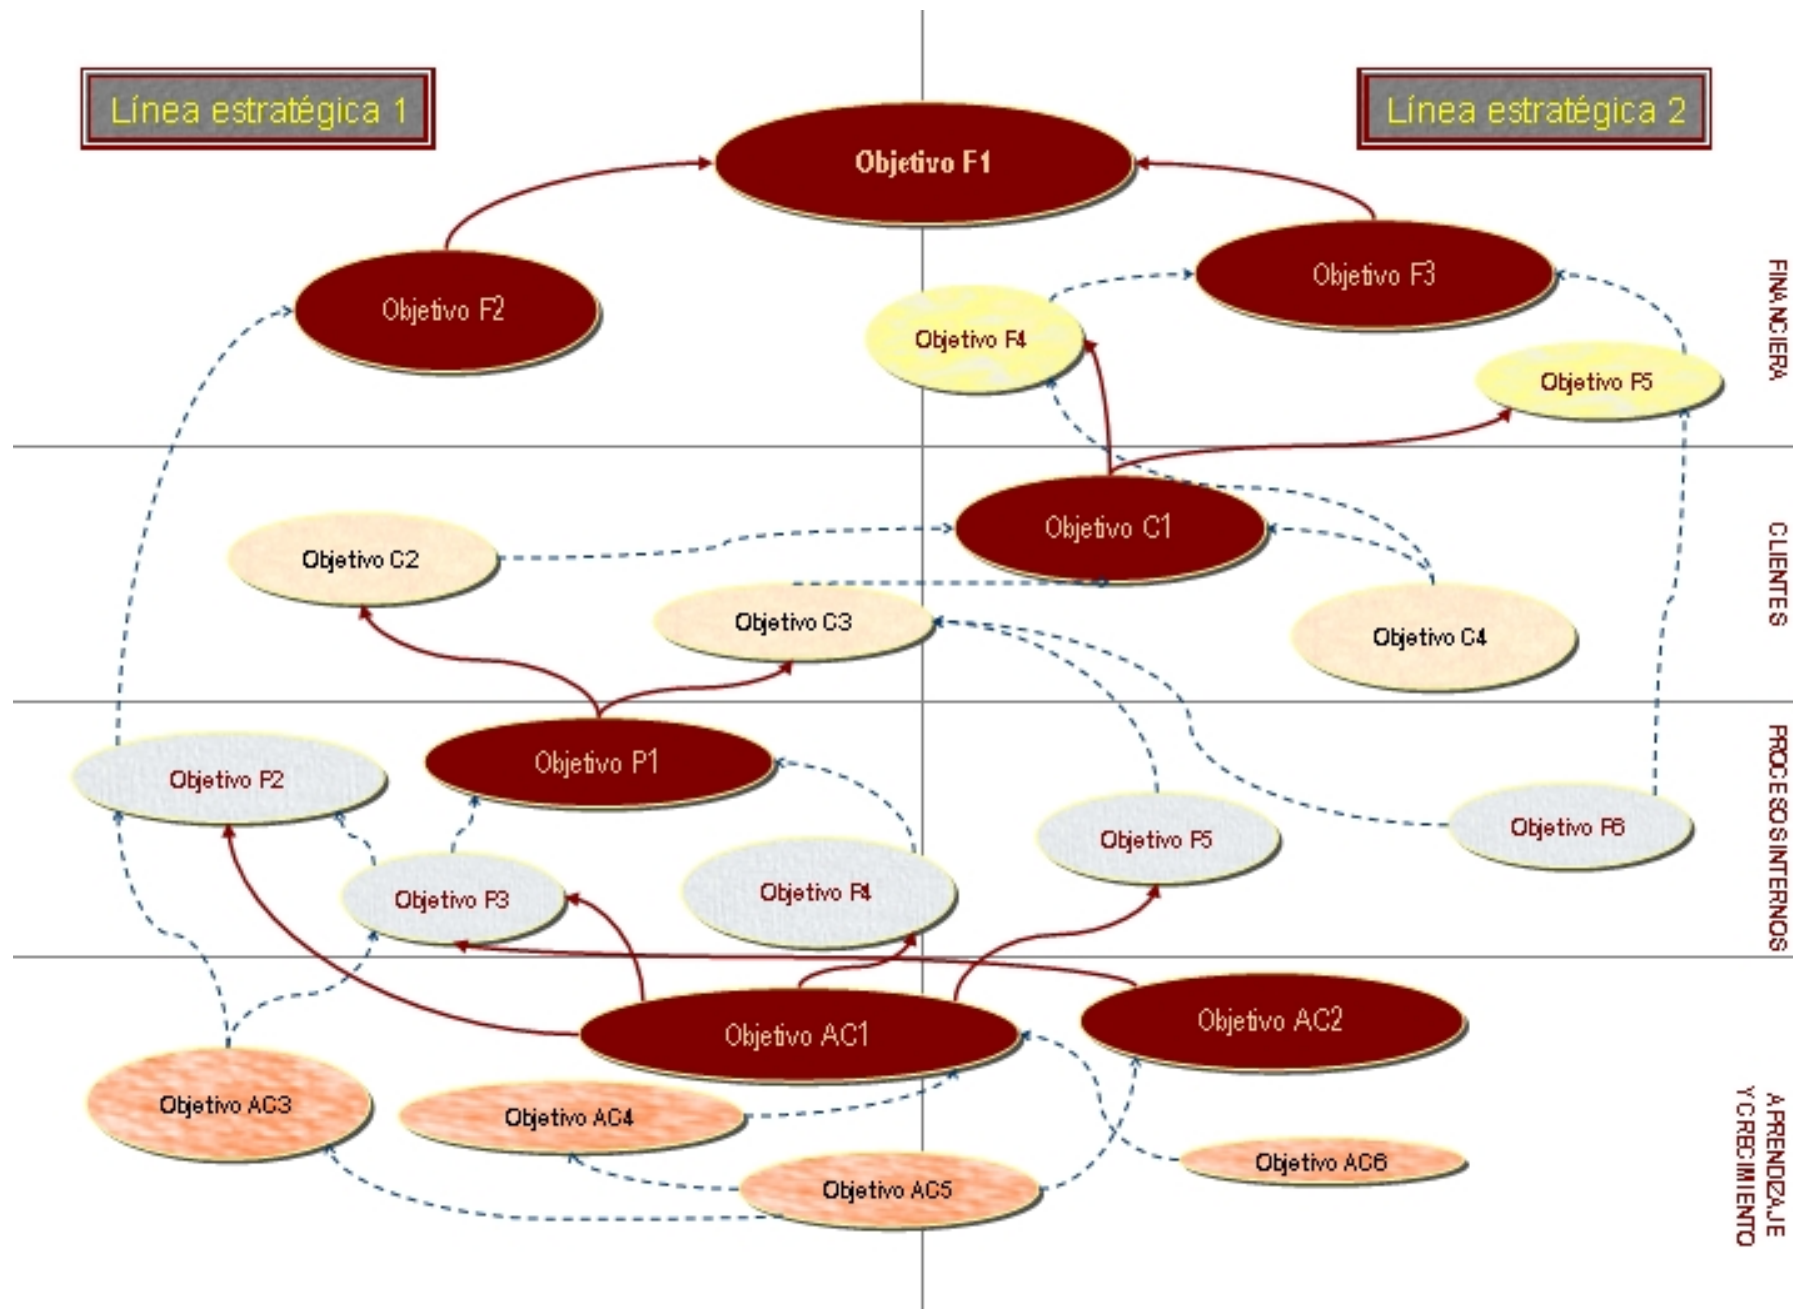 Línea estratégica 1
Línea estratégica 2
Objetivo F1
Objetivo F2
Objetivo F3
Objetivo F4
Objetivo F5
FINANCIERA
Objetivo C1
Objetivo C2
Objetivo C3
Objetivo C4
CLIENTES
Objetivo P1
Objetivo P2
Objetivo P3
Objetivo P4
Objetivo P5
Objetivo P6
PROCESOS INTERNOS
Objetivo AC1
Objetivo AC2
Objetivo AC3
Objetivo AC4
Objetivo AC5
Objetivo AC6
APRENDIZAJE
Y CRECIMIENTO